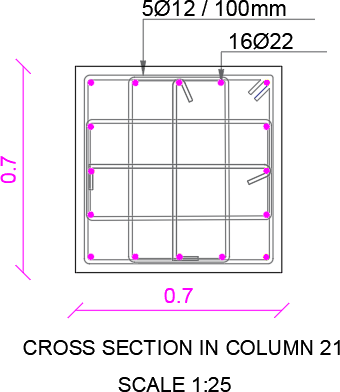 5Ø12 / 100mm
16Ø22
0.7
0.7
CROSS SECTION IN COLUMN 21
SCALE 1:25